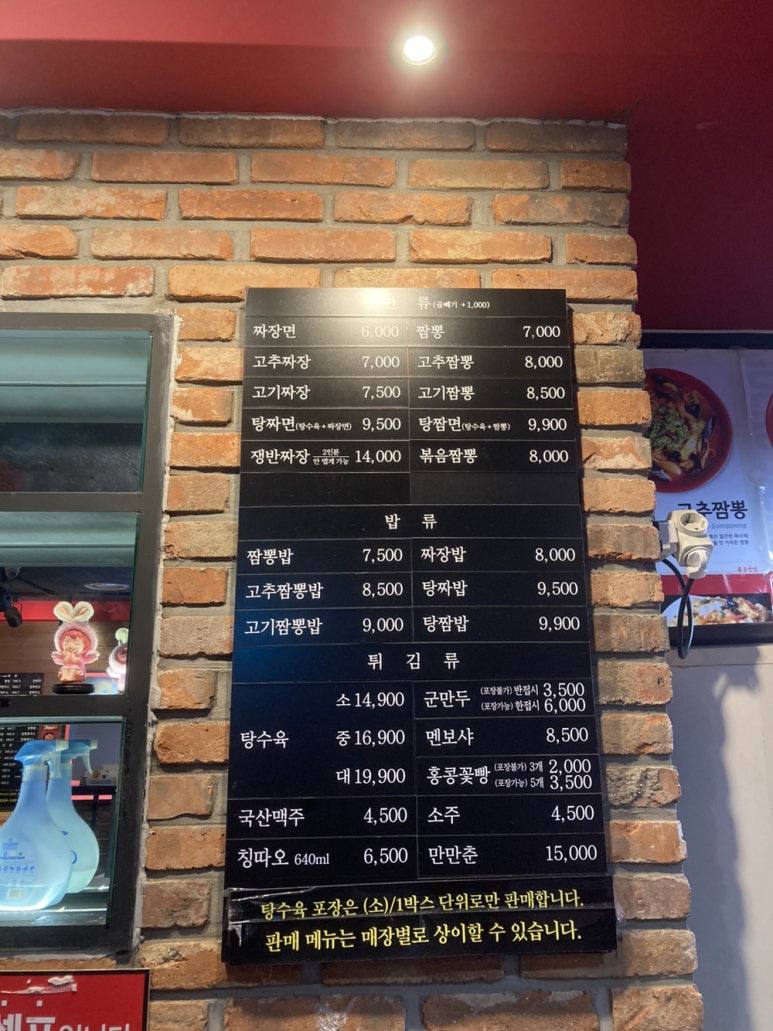 면 류 (곱빼기 +1,000)
짜장면 6,000 짬뽕 7,000
고추짜장 7,000 고추짬뽕 8,000
고기짜장 7,500 고기짬뽕 8,500
탕짜면(탕수육+짜장면) 9,500 탕짬면(탕수육+짬뽕) 9,900
쟁반짜장 2인분 안 맵게 가능 14,000 볶음짬뽕 8,000
밥 류
짬뽕밥 7,500 짜장밥 8,000
고추짬뽕밥 8,500 탕짜밥 9,500
고기짬뽕밥 9,000 탕짬밥 9,900
튀 김 류
탕수육 소 14,900
중 16,900
대 19,900
군만두 (포장불가) 반접시 3,500
(포장가능) 한접시 6,000
멘보샤 8,500
홍콩꽃빵 (포장불가) 3개 2,000
(포장가능) 5개 3,500
국산맥주 4,500 소주 4,500
칭따오 640ml 6,500 만만춘 15,000
탕수육 포장은 (소)/1박스 단위로만 판매합니다.
판매 메뉴는 매장별로 상이할 수 있습니다.
고추짬뽕
홍콩반점